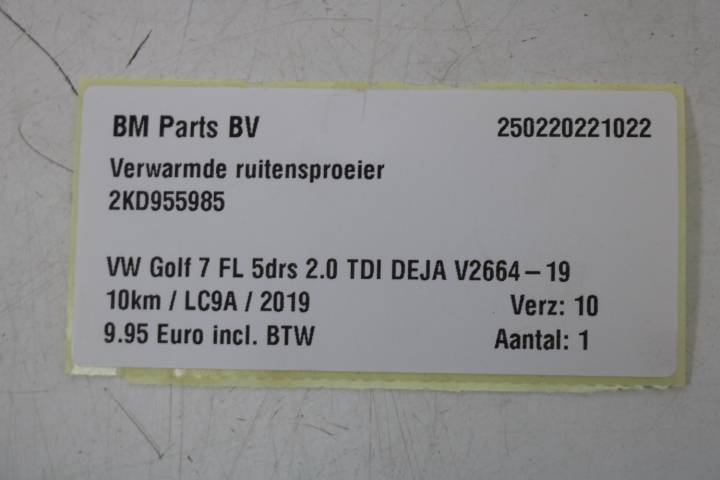 BM Parts BV 250220221022
Verwarmde ruitensproeier
2KD955985
VW Golf 7 FL 5drs 2.0 TDI DEJA V2664-19
10km / LC9A / 2019 Verz: 10
9.95 Euro incl. BTW Aantal: 1